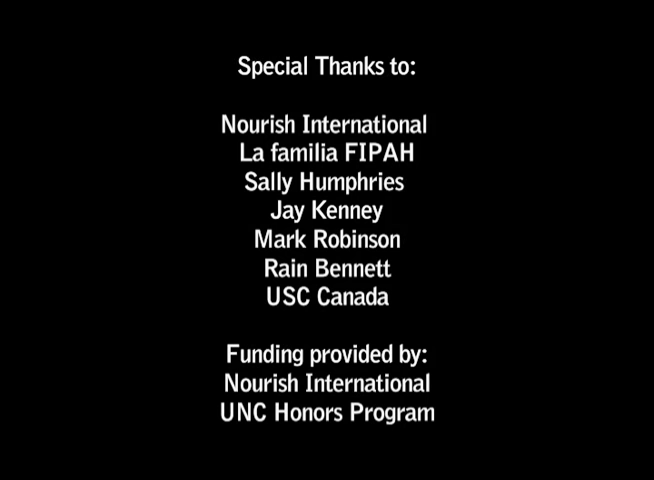 Special Thanks to:
Nourish International
La familia FIPAH
Sally Humphries
Jay Kenney
Mark Robinson
Rain Bennett
USC Canada
Funding provided by:
Nourish International
UNC Honors Program